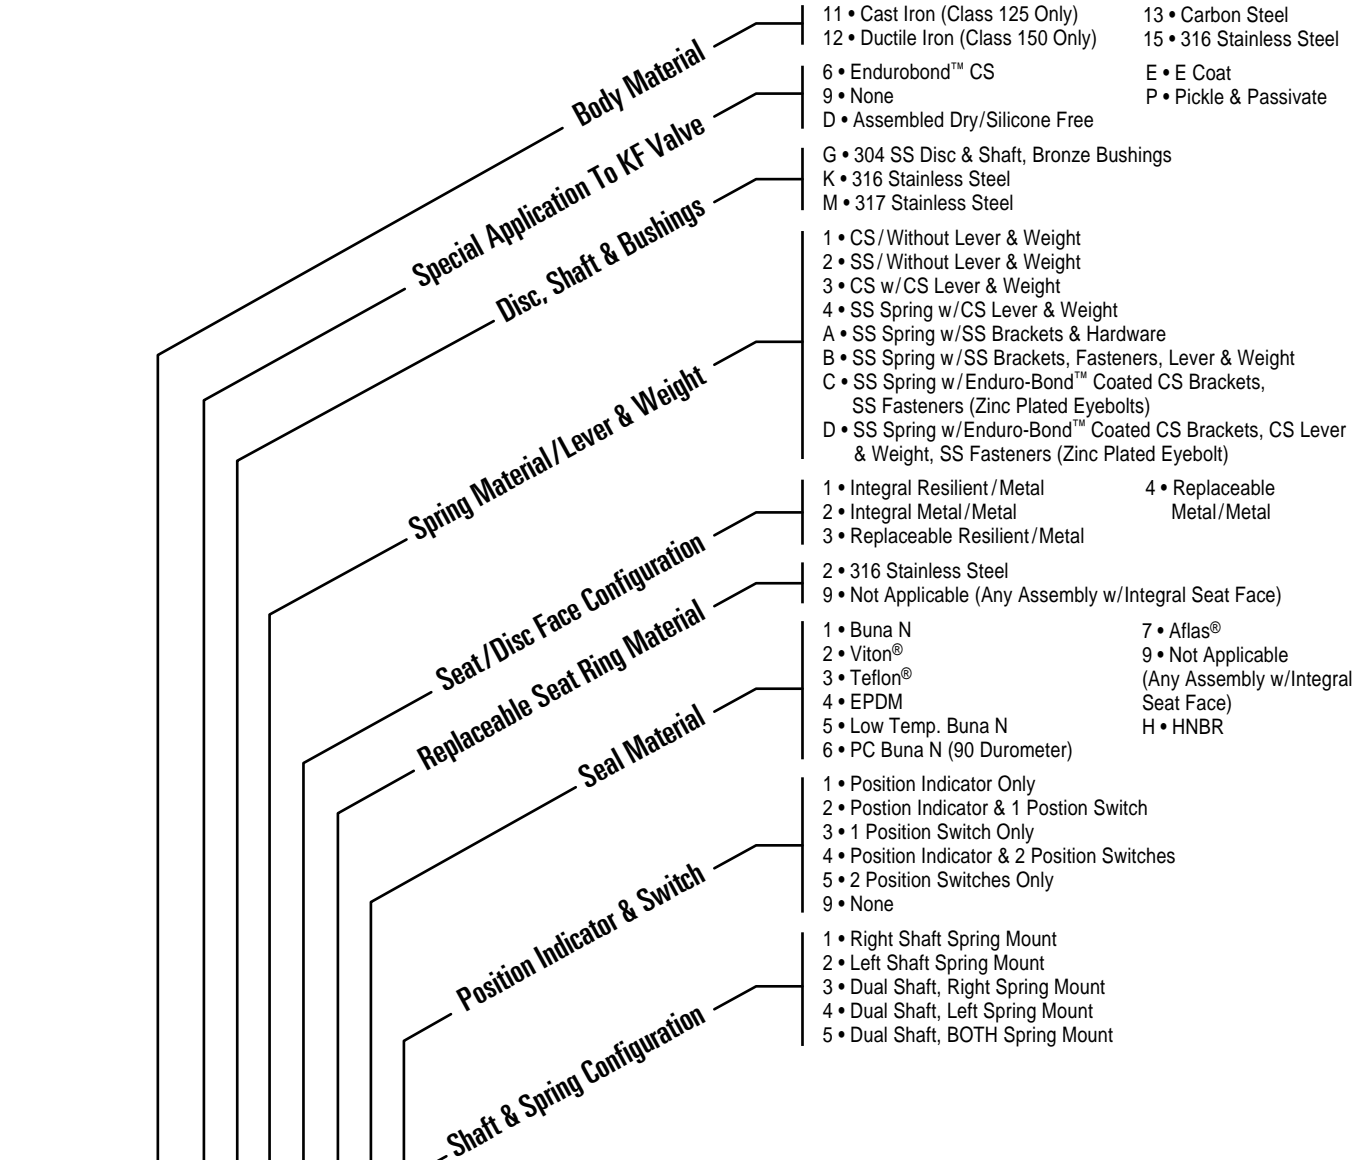 11 • Cast Iron (Class 125 Only) 13 • Carbon Steel
12 • Ductile Iron (Class 150 Only) 15 • 316 Stainless Steel
Body Material
6 • Endurobond™ CS E • E Coat
9 • None P • Pickle & Passivate
D • Assembled Dry/Silicone Free
Special Application To KF Valve
G • 304 SS Disc & Shaft, Bronze Bushings
K • 316 Stainless Steel
M • 317 Stainless Steel
Disc, Shaft & Bushings
1 • CS/Without Lever & Weight
2 • SS/Without Lever & Weight
3 • CS w/CS Lever & Weight
4 • SS Spring w/CS Lever & Weight
A • SS Spring w/SS Brackets & Hardware
B • SS Spring w/SS Brackets, Fasteners, Lever & Weight
C • SS Spring w/Enduro-Bond™ Coated CS Brackets,
SS Fasteners (Zinc Plated Eyebolts)
D • SS Spring w/Enduro-Bond™ Coated CS Brackets, CS Lever
& Weight, SS Fasteners (Zinc Plated Eyebolt)
Spring Material/Lever & Weight
1 • Integral Resilient/Metal 4 • Replaceable
2 • Integral Metal/Metal Metal/Metal
3 • Replaceable Resilient/Metal
Seat/Disc Face Configuration
2 • 316 Stainless Steel
9 • Not Applicable (Any Assembly w/Integral Seat Face)
Replaceable Seat Ring Material
1 • Buna N 7 • Aflas®
2 • Viton® 9 • Not Applicable
3 • Teflon® (Any Assembly w/Integral
4 • EPDM Seat Face)
5 • Low Temp. Buna N H • HNBR
6 • PC Buna N (90 Durometer)
Seal Material
1 • Position Indicator Only
2 • Postion Indicator & 1 Postion Switch
3 • 1 Position Switch Only
4 • Position Indicator & 2 Position Switches
5 • 2 Position Switches Only
9 • None
Position Indicator & Switch
1 • Right Shaft Spring Mount
2 • Left Shaft Spring Mount
3 • Dual Shaft, Right Spring Mount
4 • Dual Shaft, Left Spring Mount
5 • Dual Shaft, BOTH Spring Mount
Shaft & Spring Configuration